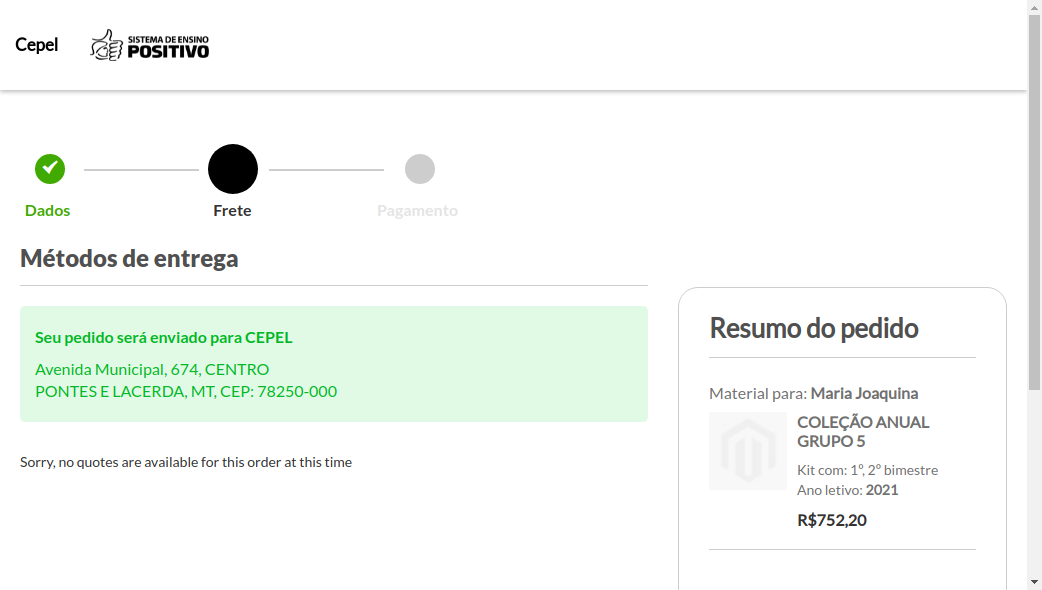 Cepel
SISTEMA DE ENSINO
POSITIVO
Dados
Frete
Pagamento
Métodos de entrega
Seu pedido será enviado para CEPEL
Avenida Municipal, 674, CENTRO
PONTES E LACERDA, MT, CEP: 78250-000
Sorry, no quotes are available for this order at this time
Resumo do pedido
Material para: Maria Joaquina
COLEÇÃO ANUAL
GRUPO 5
Kit com: 1º, 2º bimestre
Ano letivo: 2021
R$752,20